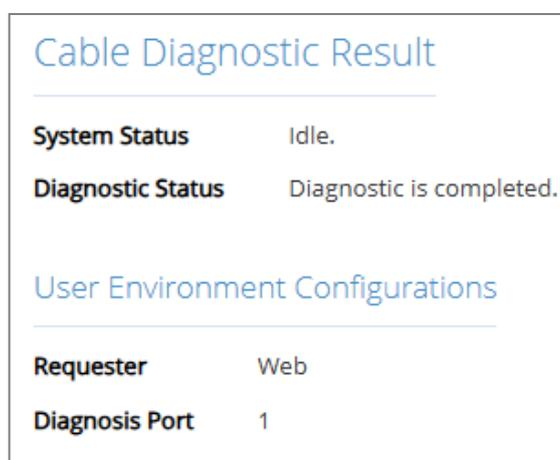 Cable Diagnostic Result
System Status Idle.
Diagnostic Status Diagnostic is completed.
User Environment Configurations
Requester Web
Diagnosis Port 1